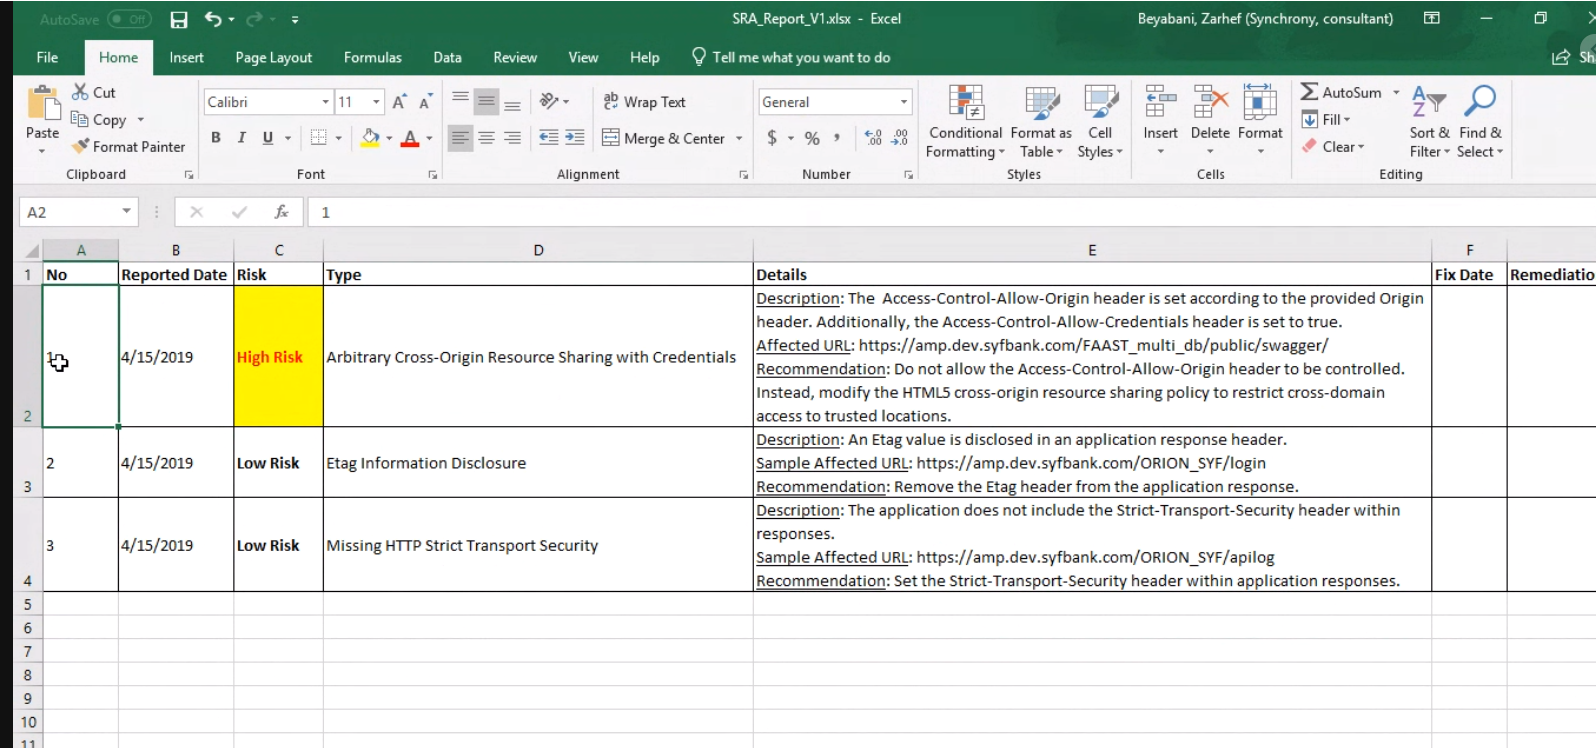 AutoSave Off
SRA_Report_V1.xlsx - Excel
Beyabani, Zarhef (Synchrony, consultant)
File Home Insert Page Layout Formulas Data Review View Help Tell me what you want to do Sh
Paste
Cut
Copy
Format Painter
Clipboard
Calibri 11 A A
B I U A
Font
ab Wrap Text
Merge & Center
Alignment
General
$ % , .0 .00 .00 .0
Number
Conditional Formatting
Format as Table
Cell Styles
Styles
Insert Delete Format
Cells
AutoSum
Fill
Clear
Sort & Filter
Find & Select
Editing
A2 fx 1
A B C D E F
1 No Reported Date Risk Type Details Fix Date Remediatio
2 1 4/15/2019 High Risk Arbitrary Cross-Origin Resource Sharing with Credentials
Description: The Access-Control-Allow-Origin header is set according to the provided Origin
header. Additionally, the Access-Control-Allow-Credentials header is set to true.
Affected URL: https://amp.dev.syfbank.com/FAAST_multi_db/public/swagger/
Recommendation: Do not allow the Access-Control-Allow-Origin header to be controlled.
Instead, modify the HTML5 cross-origin resource sharing policy to restrict cross-domain
access to trusted locations.
3 2 4/15/2019 Low Risk Etag Information Disclosure
Description: An Etag value is disclosed in an application response header.
Sample Affected URL: https://amp.dev.syfbank.com/ORION_SYF/login
Recommendation: Remove the Etag header from the application response.
4 3 4/15/2019 Low Risk Missing HTTP Strict Transport Security
Description: The application does not include the Strict-Transport-Security header within
responses.
Sample Affected URL: https://amp.dev.syfbank.com/ORION_SYF/apilog
Recommendation: Set the Strict-Transport-Security header within application responses.
5
6
7
8
9
10
11